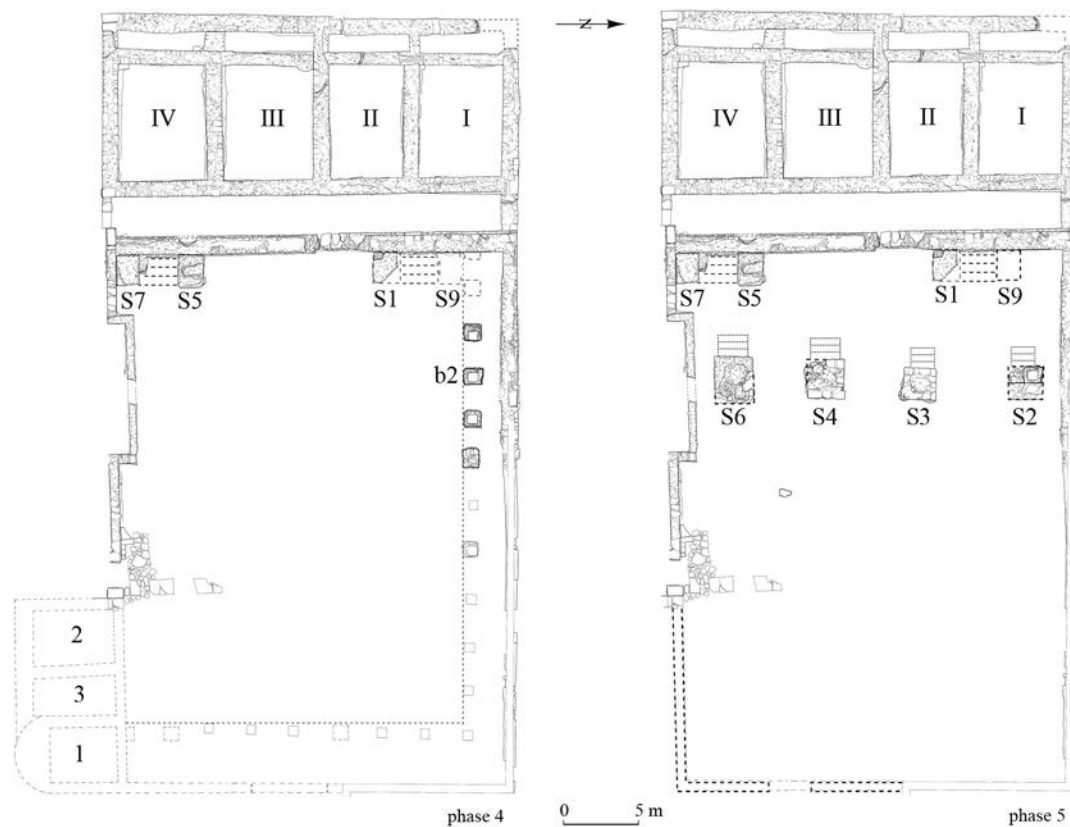 N
IV III II I
IV III II I
S7 S5 S1 S9
S7 S5 S1 S9
b2
S6 S4 S3 S2
2
3
1
phase 4
0 5 m
phase 5